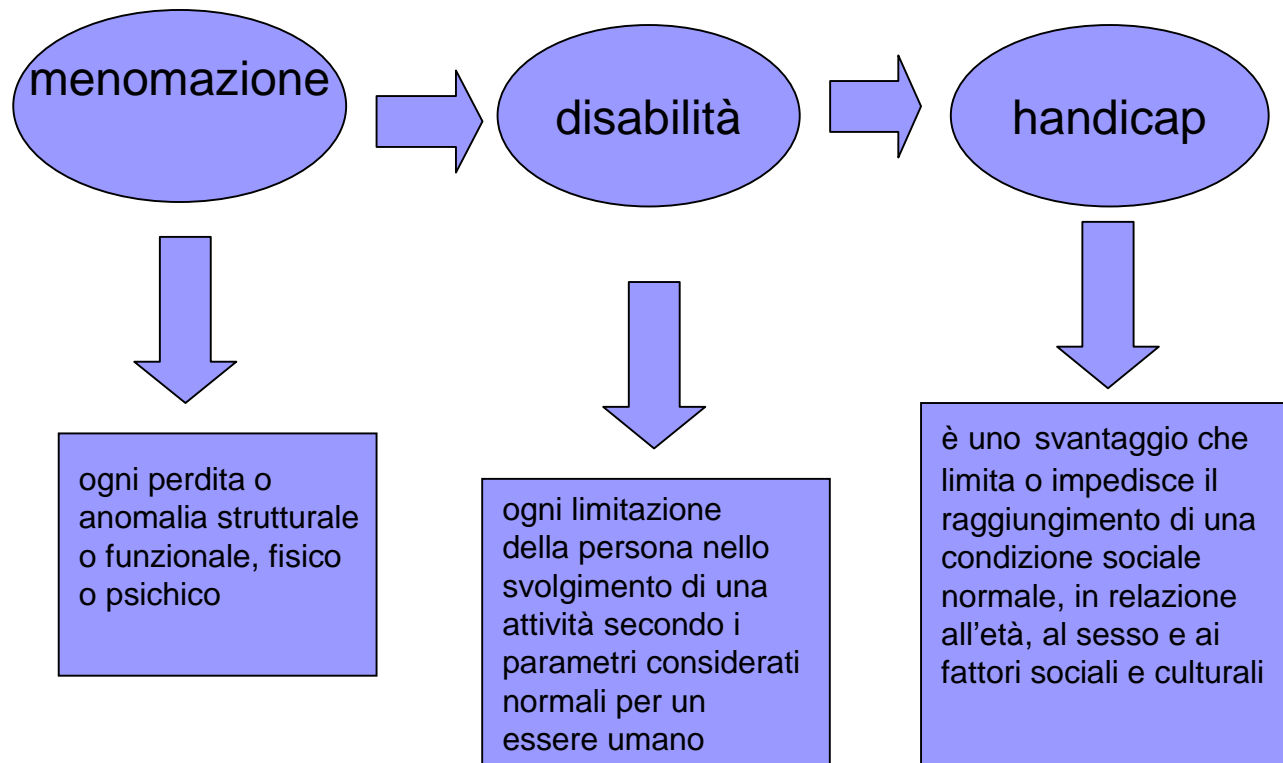 menomazione
disabilità
handicap
ogni perdita o
anomalia strutturale
o funzionale, fisico
o psichico
ogni limitazione
della persona nello
svolgimento di una
attività secondo i
parametri considerati
normali per un
essere umano
è uno svantaggio che
limita o impedisce il
raggiungimento di una
condizione sociale
normale, in relazione
all'età, al sesso e ai
fattori sociali e culturali